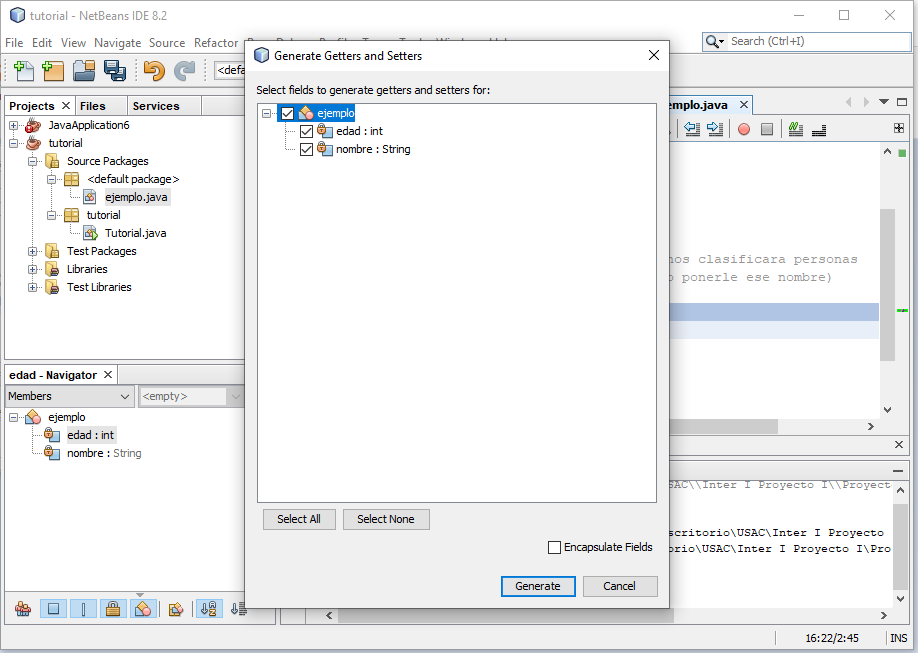 tutorial - NetBeans IDE 8.2
File Edit View Navigate Source Refactor
Search (Ctrl+I)
<defa
Projects Files Services
JavaApplication6
tutorial
Source Packages
<default package>
ejemplo.java
tutorial
Tutorial.java
Test Packages
Libraries
Test Libraries
edad - Navigator
Members
<empty>
ejemplo
edad : int
nombre : String
Generate Getters and Setters
Select fields to generate getters and setters for:
ejemplo
edad : int
nombre : String
Select All Select None
Encapsulate Fields
Generate Cancel
emplo.java
nos clasificara personas
o ponerle ese nombre)
SAC\\Inter I Proyecto I\\Proyect
scritorio\USAC\Inter I Proyecto
orio\USAC\Inter I Proyecto I\Pro
16:22/2:45 INS